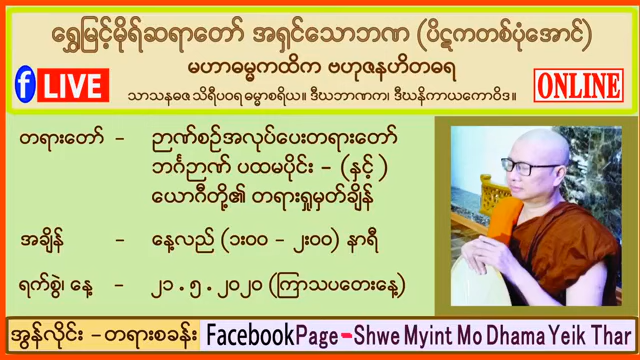 ရွှေမြင့်မိုရ်ဆရာတော် အရှင်သောဘဏ (ပိဋကတစ်ပုံအောင်)
မဟာဓမ္မကထိက ဗဟုဇနဟိတဓရ
သာသနဓဇ သိရီပဝရ ဓမ္မာစရိယ။ ဒီဃဘာဏက၊ ဒီဃနိကာယကောဝိဒ။
f LIVE
ONLINE
တရားတော် – ဉာဏ်စဉ်အလုပ်ပေးတရားတော်
ဘင်္ဂဉာဏ် ပထမပိုင်း – (နှင့်)
ယောဂီတို့၏ တရားရှုမှတ်ချိန်
အချိန် – နေ့လည် (၁း၀၀ – ၂း၀၀) နာရီ
ရက်စွဲ၊ နေ့ – ၂၁ . ၅ . ၂၀၂၀ (ကြာသပတေးနေ့)
အွန်လိုင်း – တရားစခန်း Facebook Page – Shwe Myint Mo Dhama Yeik Thar